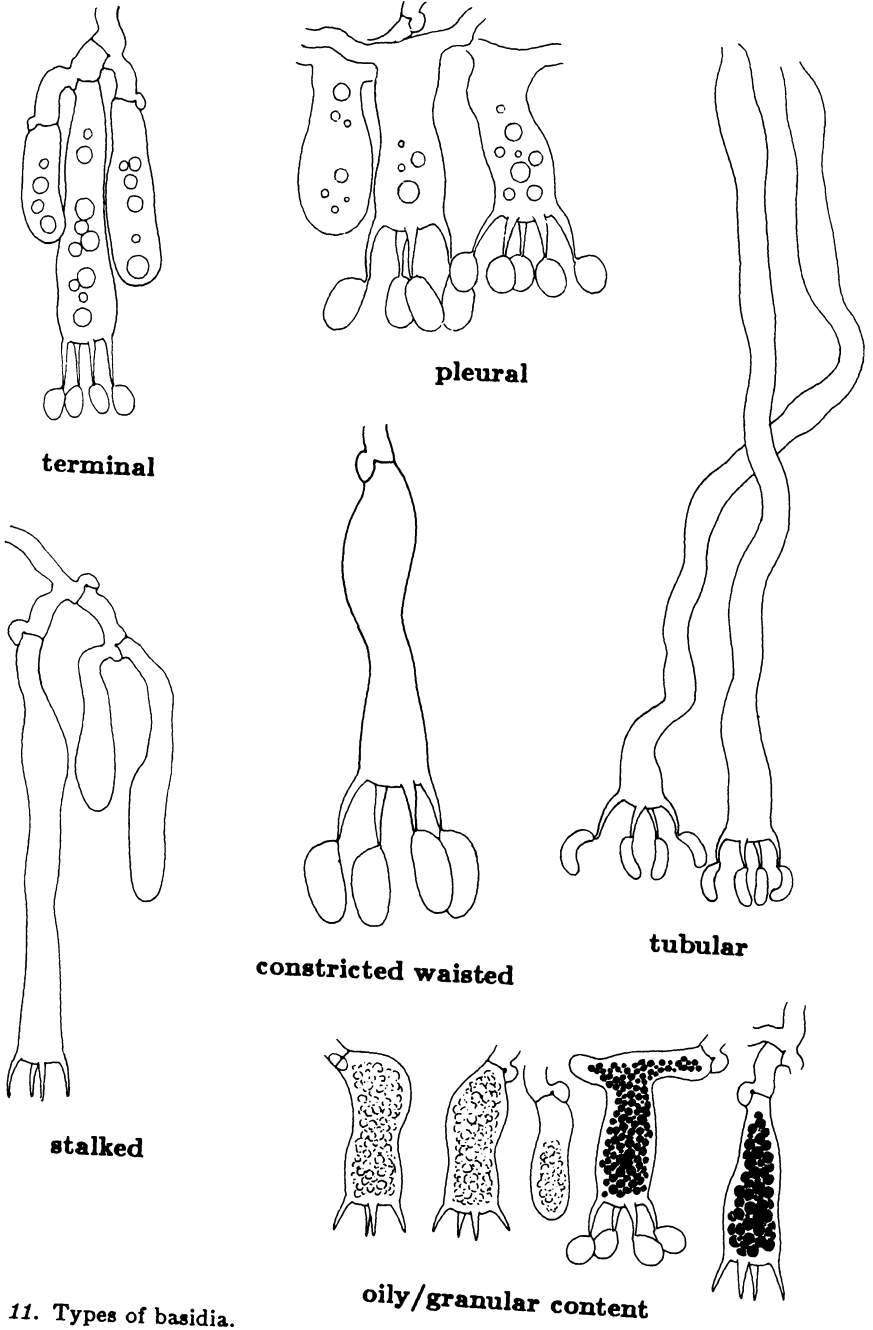 pleural
terminal
tubular
constricted waisted
stalked
oily/granular content
11. Types of basidia.